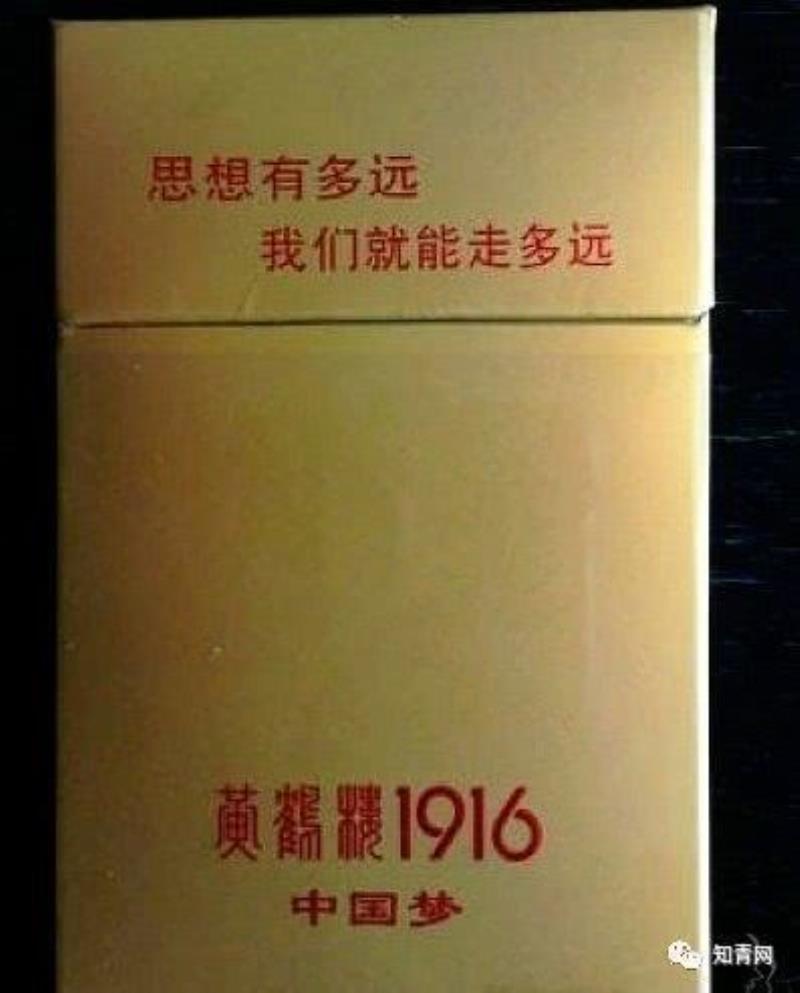 思想有多远
我们就能走多远
黄鹤楼1916
中国梦
知青网